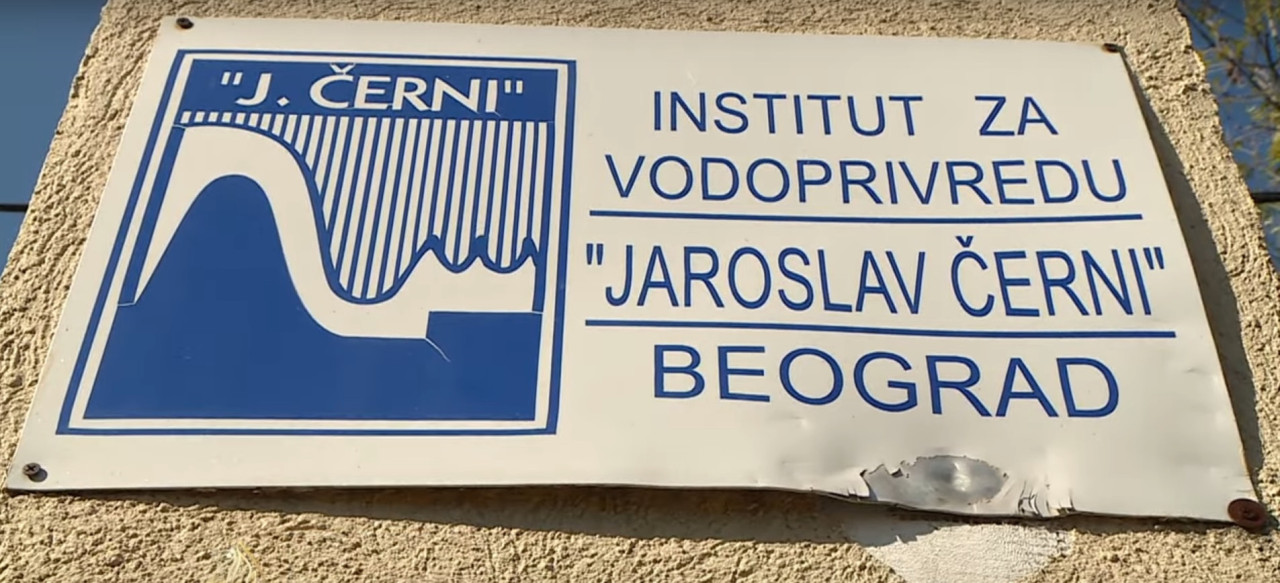 "J. ČERNI"
INSTITUT ZA
VODOPRIVREDU
"JAROSLAV ČERNI"
BEOGRAD